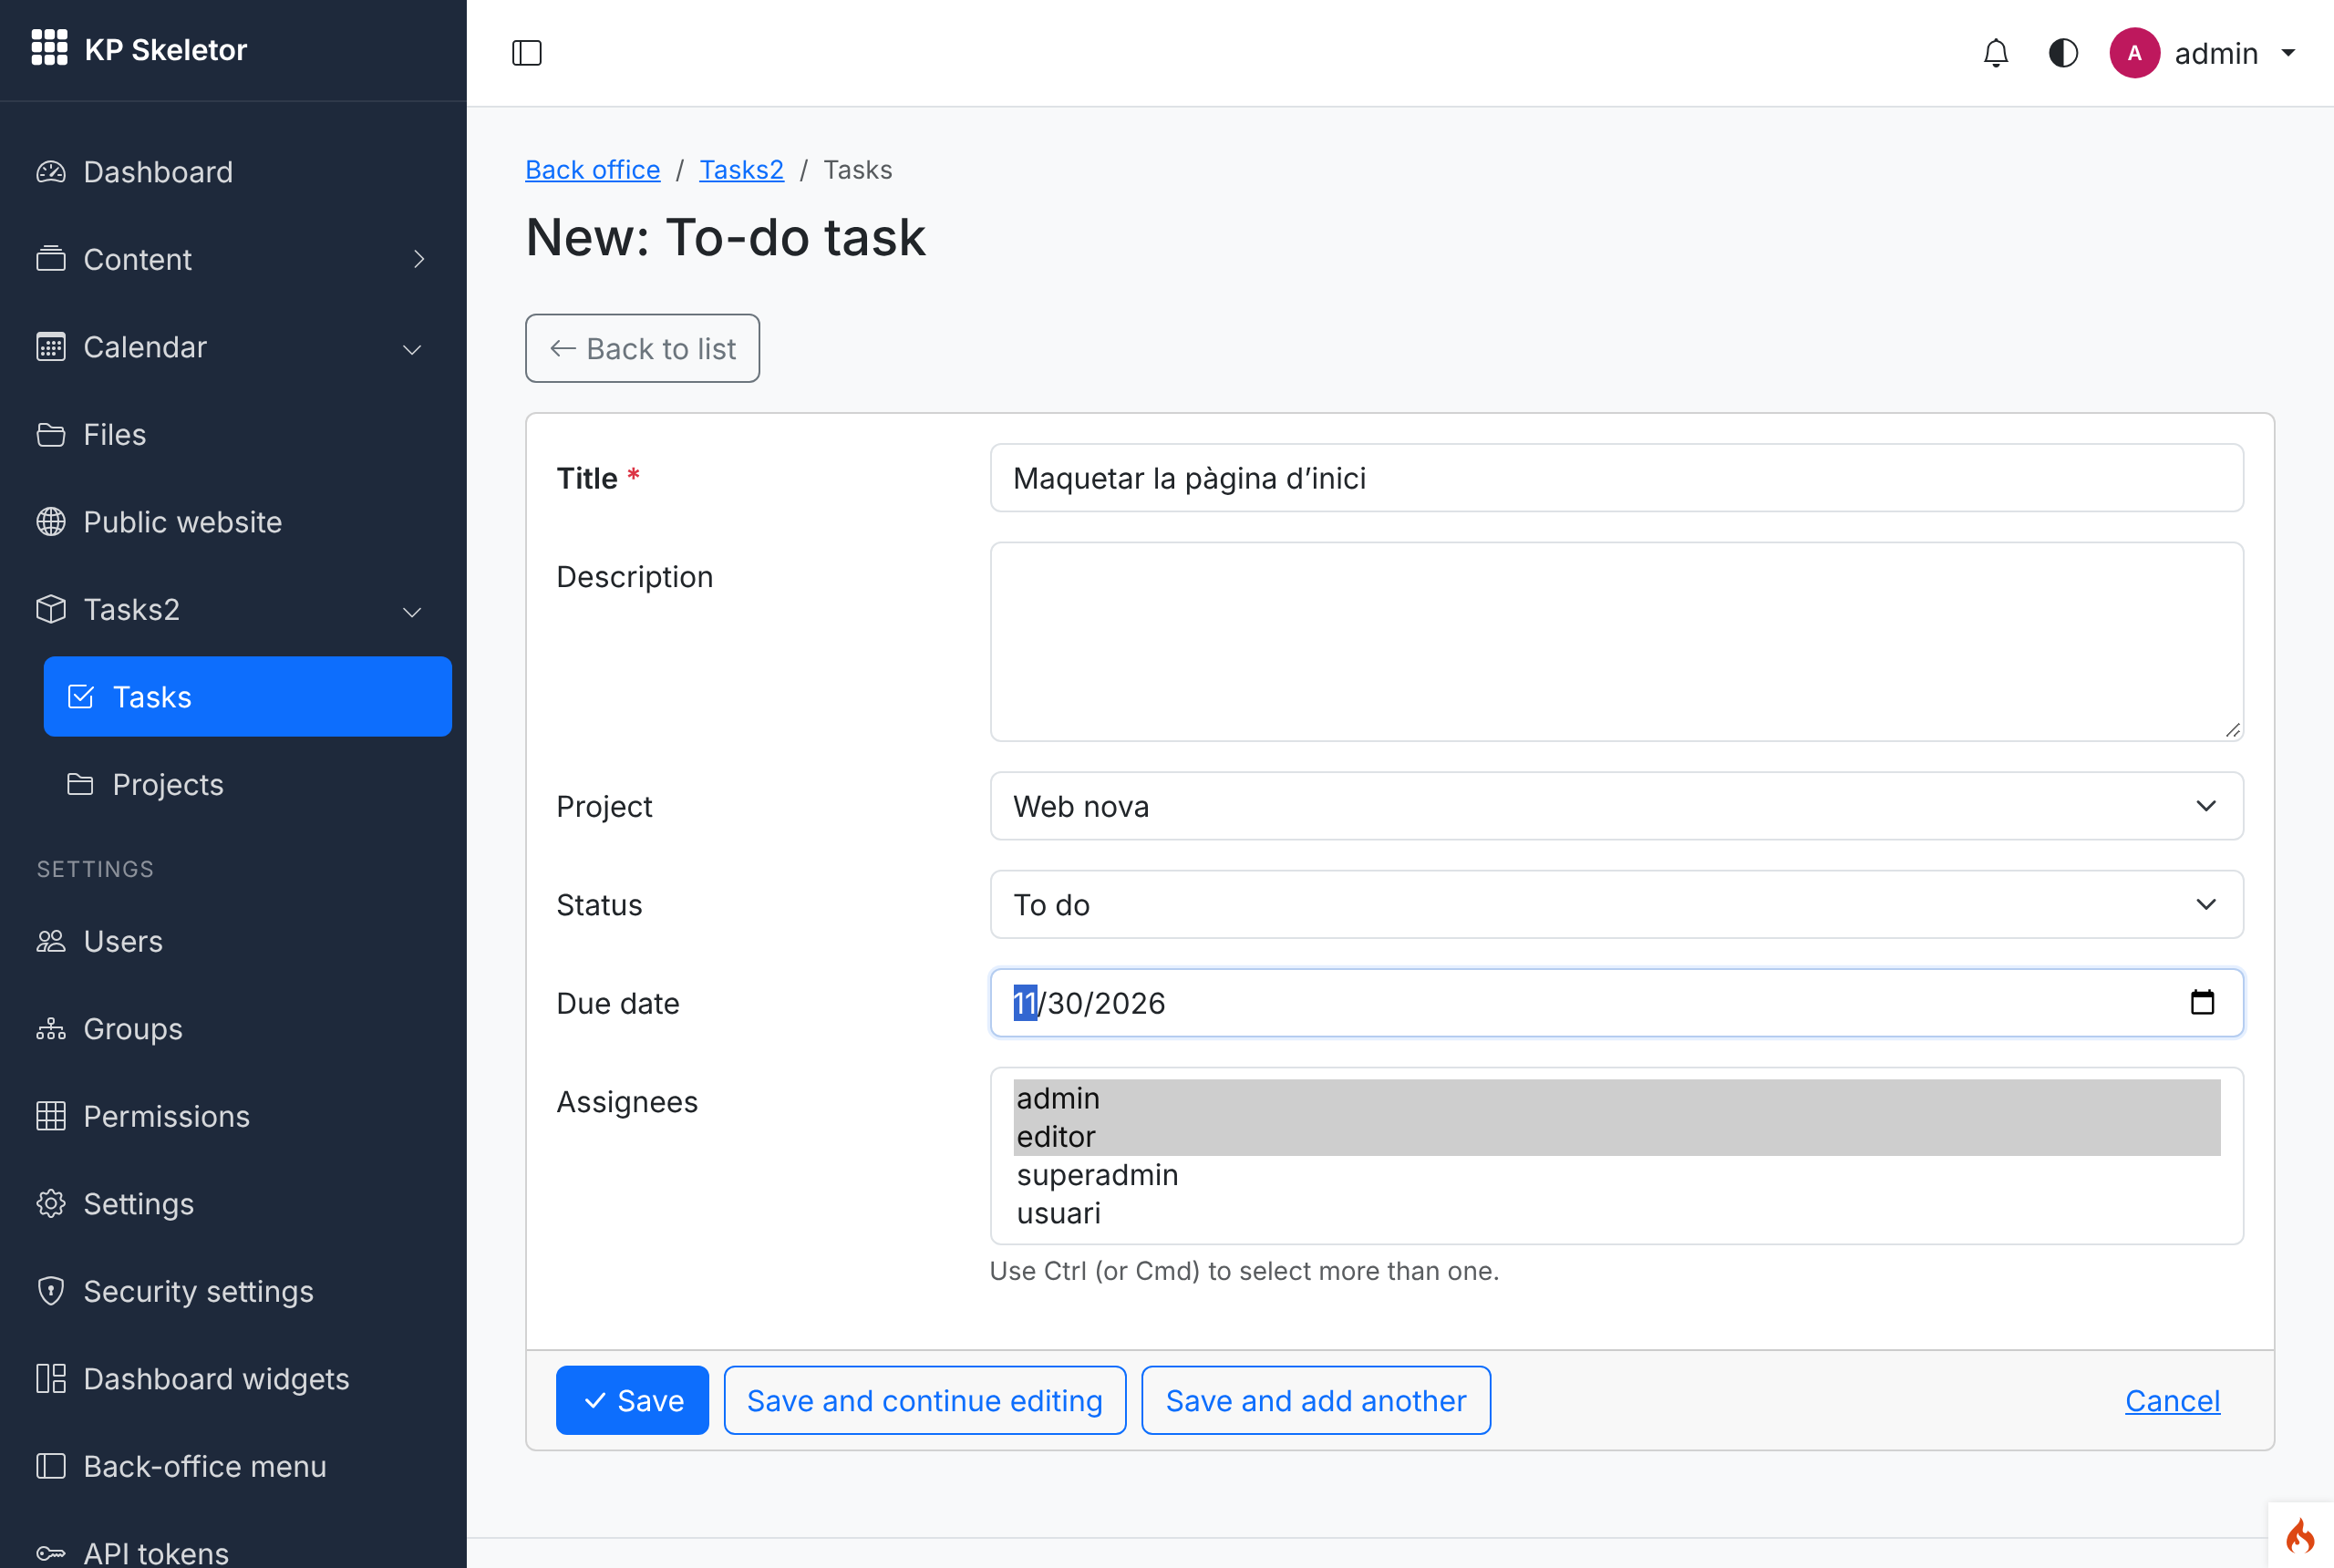 KP Skeletor
A
admin
Dashboard
Content
Calendar
Files
Public website
Tasks2
Tasks
Projects
SETTINGS
Users
Groups
Permissions
Settings
Security settings
Dashboard widgets
Back-office menu
API tokens
Back office / Tasks2 / Tasks
New: To-do task
← Back to list
Title *
Maquetar la pàgina d’inici
Description
Project
Web nova
Status
To do
Due date
11/30/2026
Assignees
admin
editor
superadmin
usuari
Use Ctrl (or Cmd) to select more than one.
Save
Save and continue editing
Save and add another
Cancel